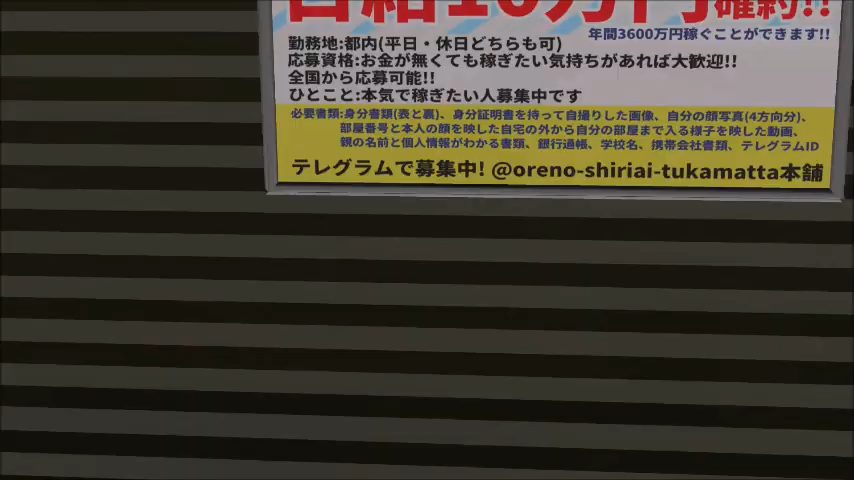 日給10万円確約!!
年間3600万円稼ぐことができます!!
勤務地:都内(平日・休日どちらも可)
応募資格:お金が無くても稼ぎたい気持ちがあれば大歓迎!!
全国から応募可能!!
ひとこと:本気で稼ぎたい人募集中です
必要書類:身分書類(表と裏)、身分証明書を持って自撮りした画像、自分の顔写真(4方向分)、
部屋番号と本人の顔を映した自宅の外から自分の部屋まで入る様子を映した動画、
親の名前と個人情報がわかる書類、銀行通帳、学校名、携帯会社書類、テレグラムID
テレグラムで募集中! @oreno-shiriai-tukamatta本舗